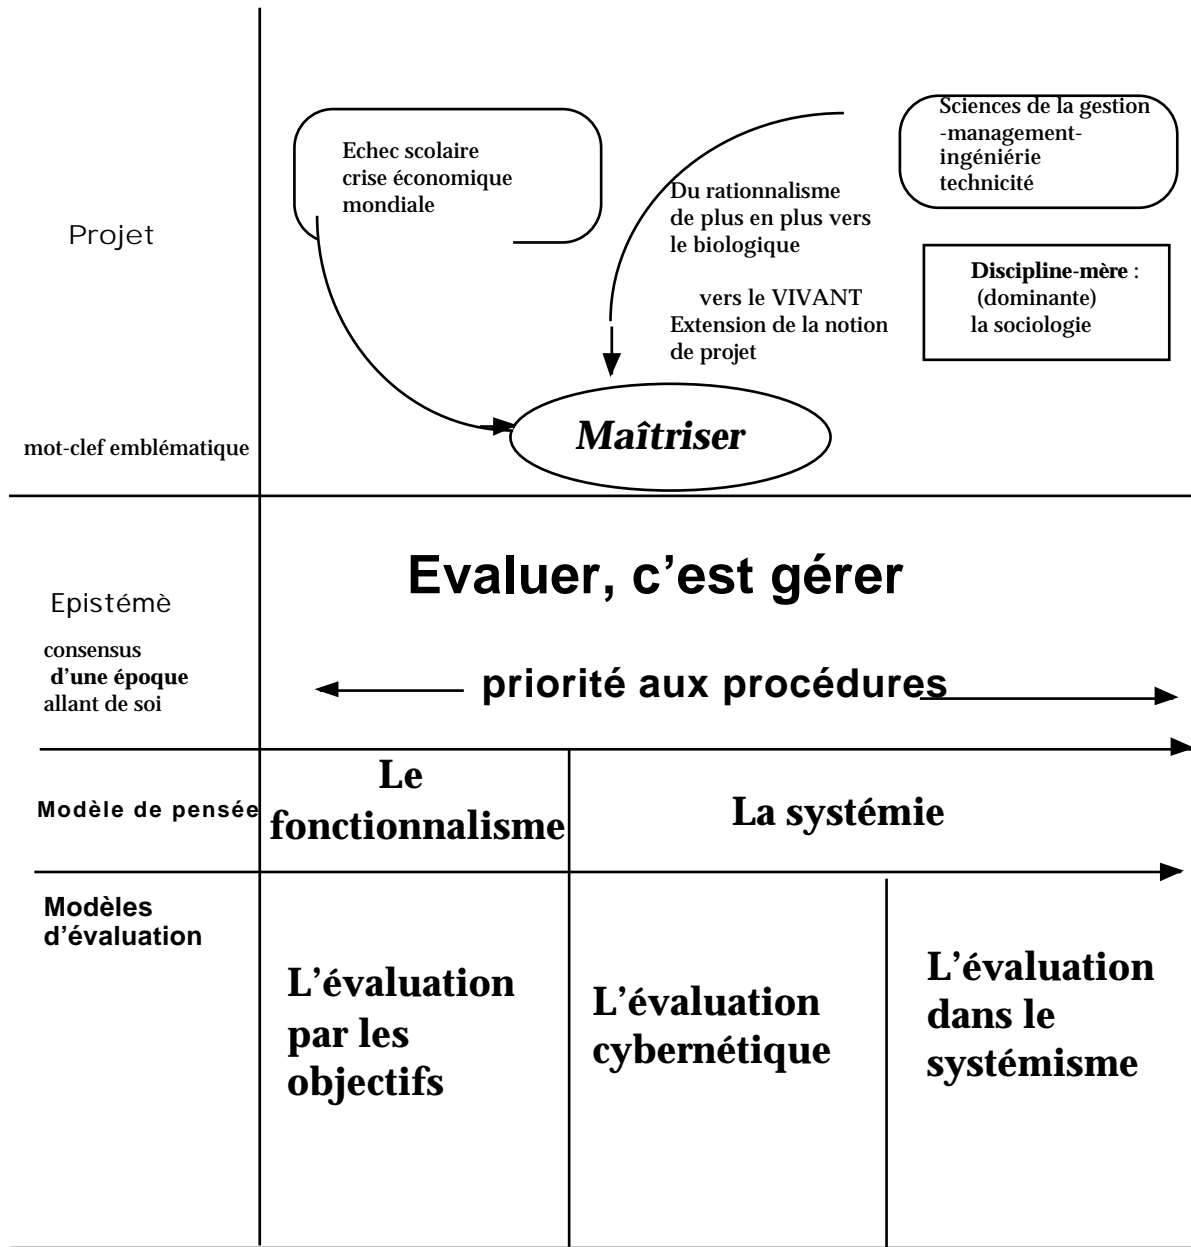 Echec scolaire
crise économique
mondiale
Du rationnalisme
de plus en plus vers
le biologique
vers le VIVANT
Extension de la notion
de projet
Sciences de la gestion
-management-
ingéniérie
technicité
Discipline-mère :
(dominante)
la sociologie
Projet
mot-clef emblématique
Maîtriser
Epistémè
consensus
d'une époque
allant de soi
Evaluer, c'est gérer
priorité aux procédures
Modèle de pensée
Le
fonctionnalisme
La systémie
Modèles
d'évaluation
L'évaluation
par les
objectifs
L'évaluation
cybernétique
L'évaluation
dans le
systémisme